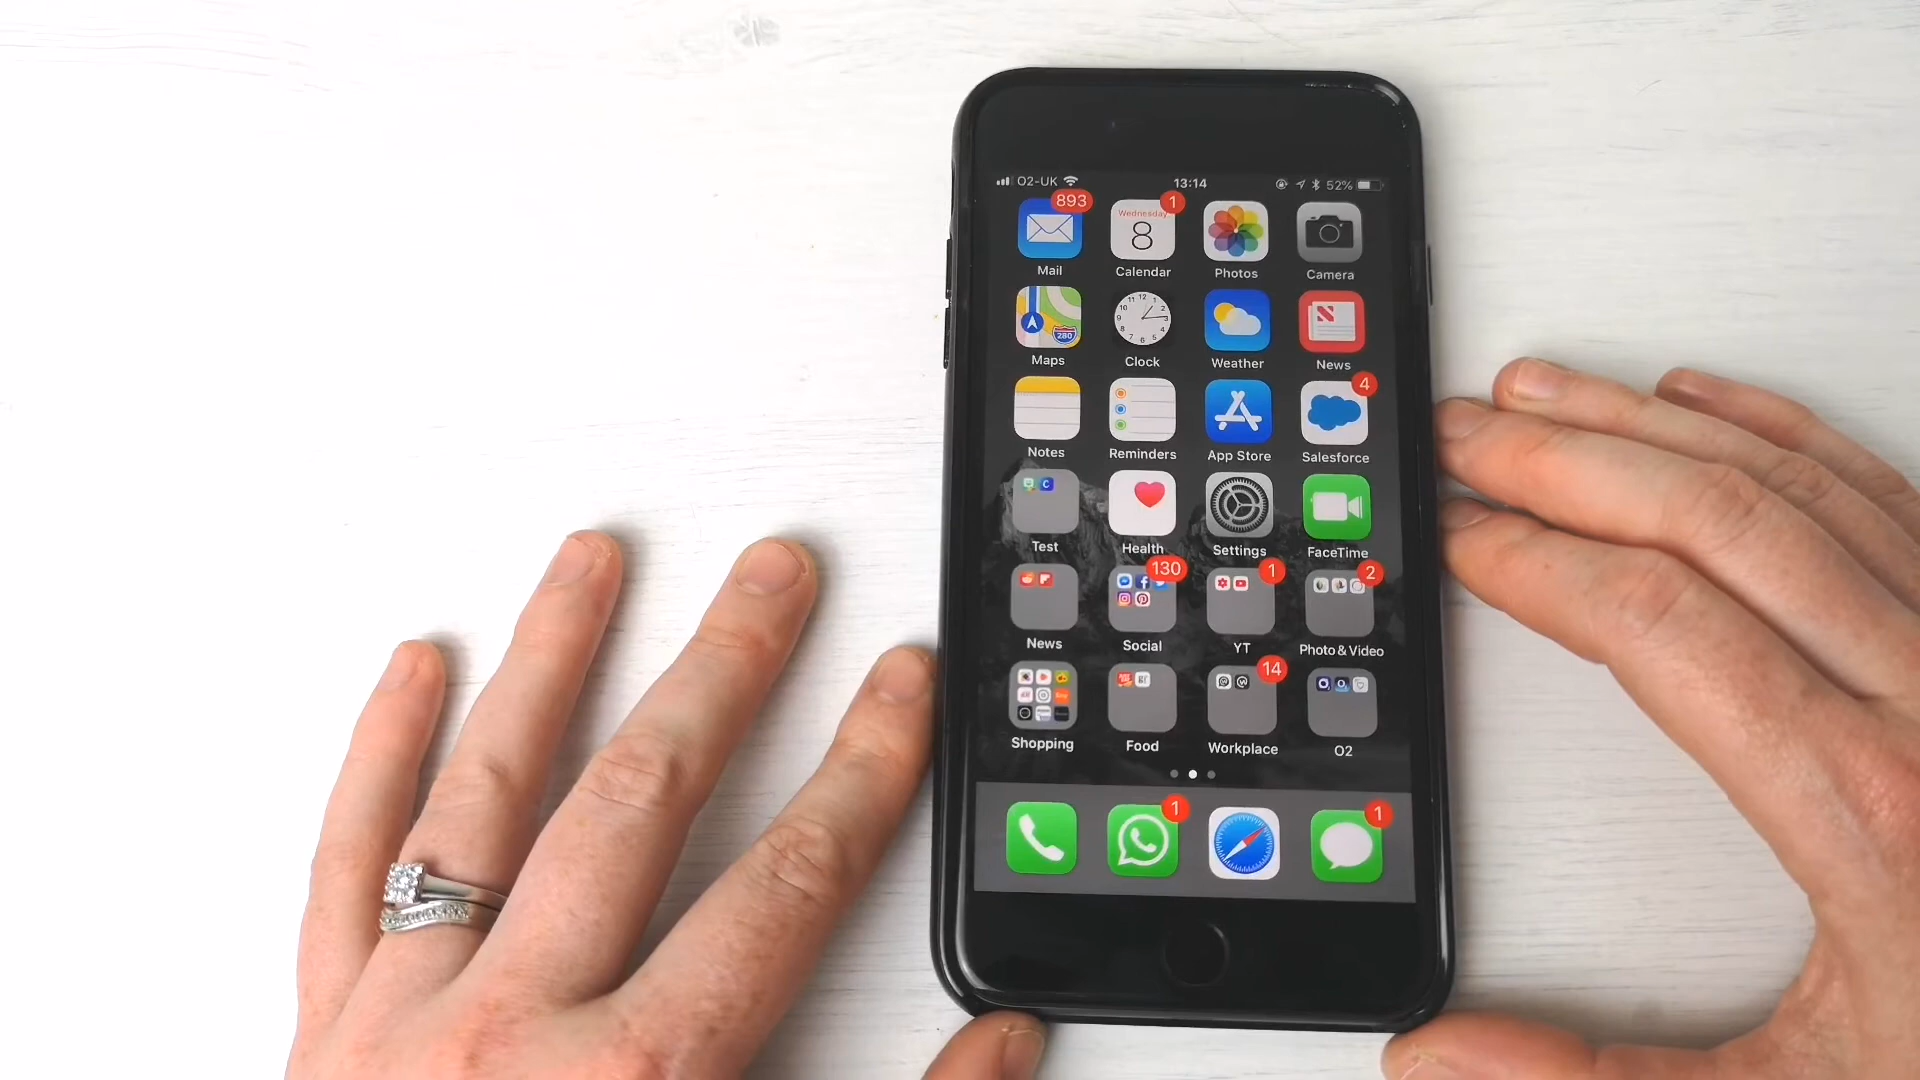 O2-UK 13:14 52%
893 1
Wednesday
8
Mail Calendar Photos Camera
280
Maps Clock Weather News
4
Notes Reminders App Store Salesforce
C
Test Health Settings FaceTime
130 1 2
News Social YT Photo & Video
14
Shopping Food Workplace O2
1 1